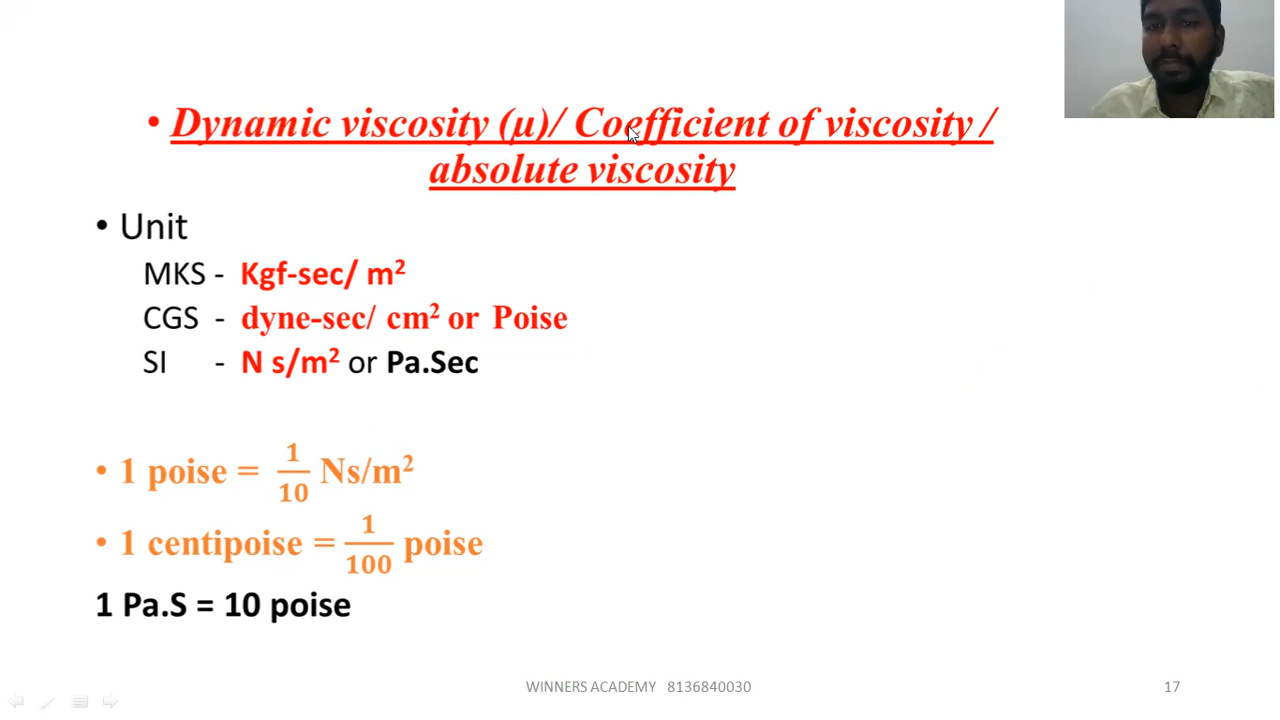 • Dynamic viscosity (μ)/ Coefficient of viscosity /
absolute viscosity
• Unit
MKS - Kgf-sec/ m²
CGS - dyne-sec/ cm² or Poise
SI - N s/m² or Pa.Sec
• 1 poise = 1/10 Ns/m²
• 1 centipoise = 1/100 poise
1 Pa.S = 10 poise
WINNERS ACADEMY 8136840030 17